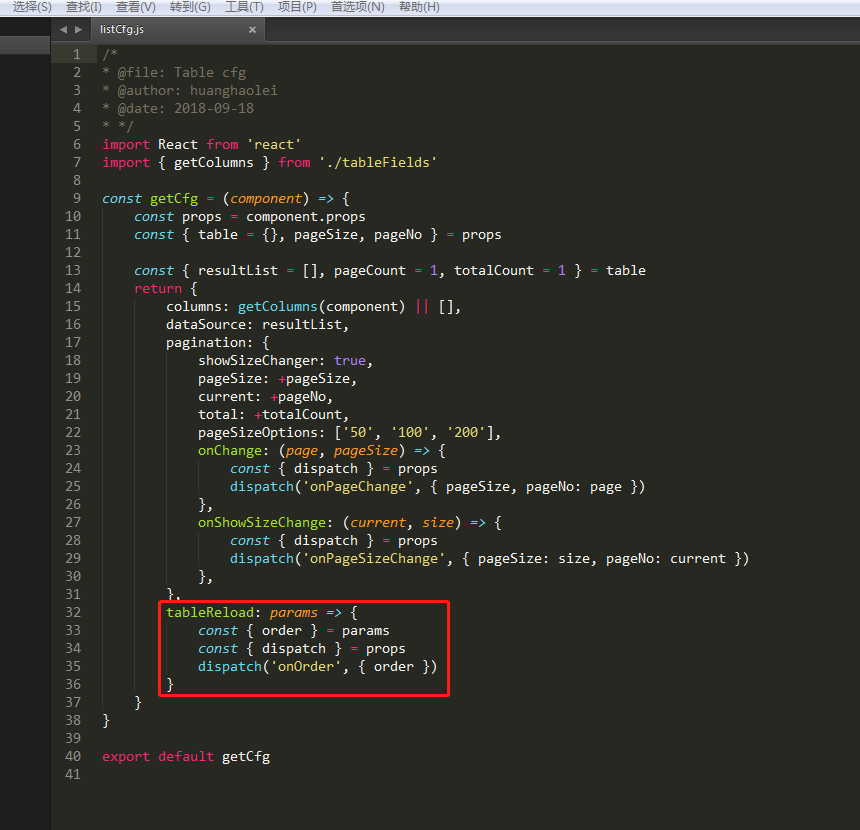 选择(S) 查找(I) 查看(V) 转到(G) 工具(T) 项目(P) 首选项(N) 帮助(H)
listCfg.js ×
1 /*
2 * @file: Table cfg
3 * @author: huanghaolei
4 * @date: 2018-09-18
5 * */
6 import React from 'react'
7 import { getColumns } from './tableFields'
8
9 const getCfg = (component) => {
10     const props = component.props
11     const { table = {}, pageSize, pageNo } = props
12
13     const { resultList = [], pageCount = 1, totalCount = 1 } = table
14     return {
15         columns: getColumns(component) || [],
16         dataSource: resultList,
17         pagination: {
18             showSizeChanger: true,
19             pageSize: +pageSize,
20             current: +pageNo,
21             total: +totalCount,
22             pageSizeOptions: ['50', '100', '200'],
23             onChange: (page, pageSize) => {
24                 const { dispatch } = props
25                 dispatch('onPageChange', { pageSize, pageNo: page })
26             },
27             onShowSizeChange: (current, size) => {
28                 const { dispatch } = props
29                 dispatch('onPageSizeChange', { pageSize: size, pageNo: current })
30             },
31         },
32         tableReload: params => {
33             const { order } = params
34             const { dispatch } = props
35             dispatch('onOrder', { order })
36         }
37     }
38 }
39
40 export default getCfg
41